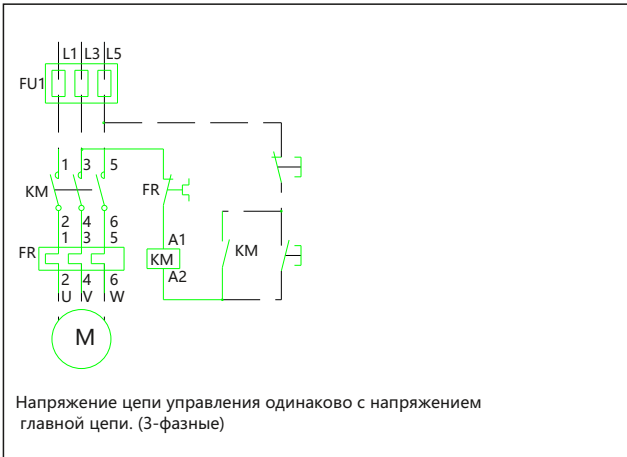 L1 L3 L5
FU1
1 3 5
KM
FR
2 4 6
1 3 5
A1
FR
KM
KM
A2
2 4 6
U V W
M
Напряжение цепи управления одинаково с напряжением
главной цепи. (3-фазные)